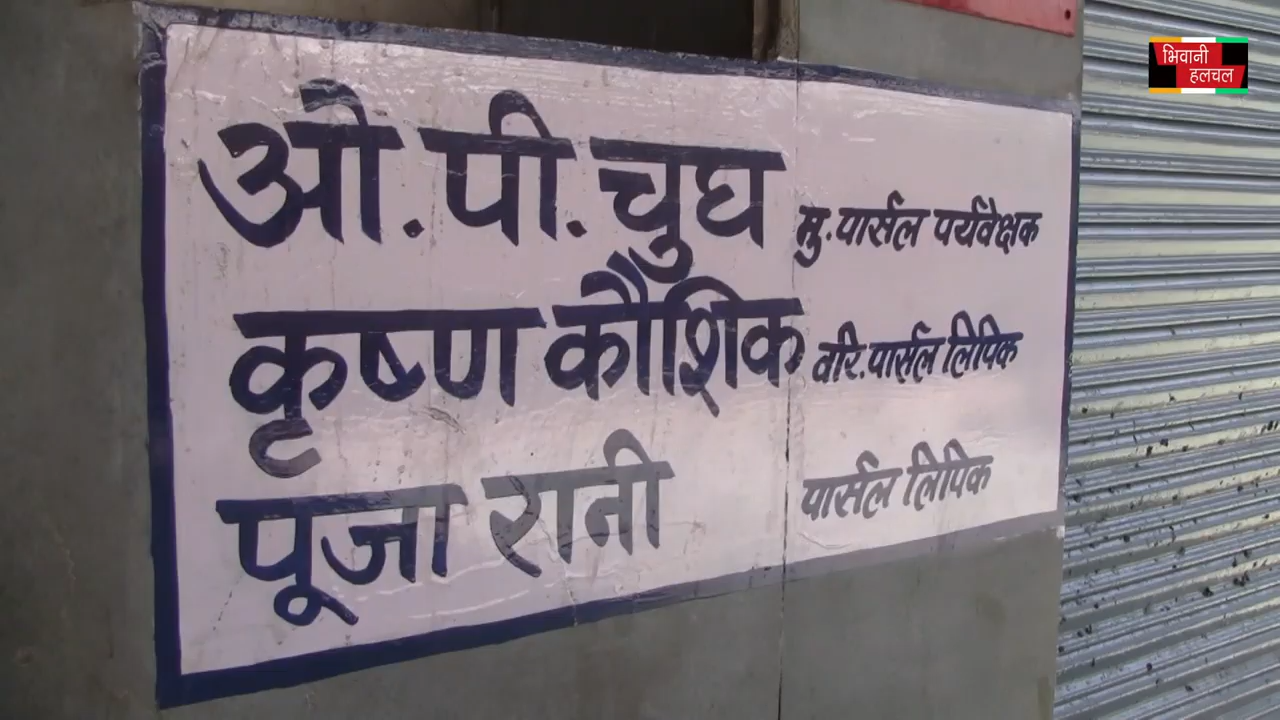 भिवानी
हलचल
ओ.पी.चुघ मु.पार्सल पर्यवेक्षक
कृष्ण कौशिक वरि.पार्सल लिपिक
पूजा रानी पार्सल लिपिक